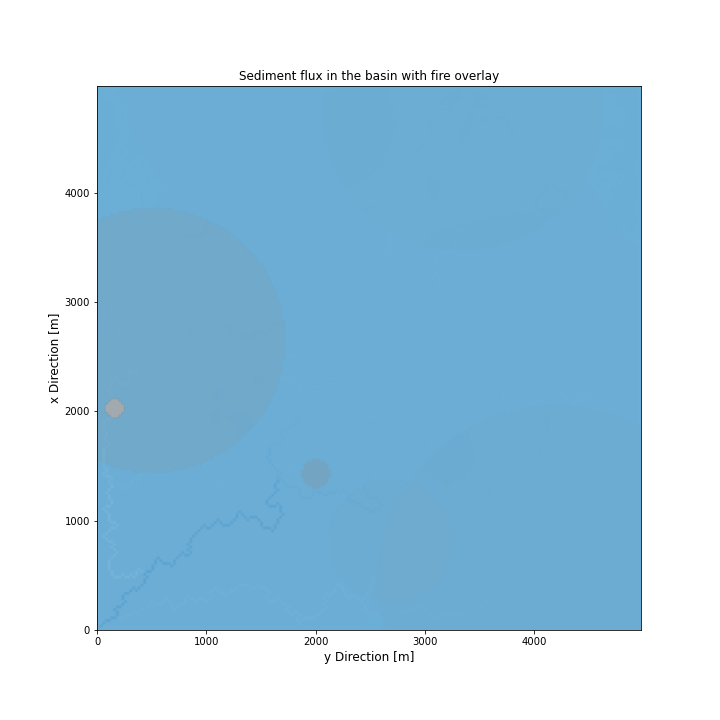 Sediment flux in the basin with fire overlay
4000
3000
2000
1000
0
x Direction [m]
0 1000 2000 3000 4000
y Direction [m]